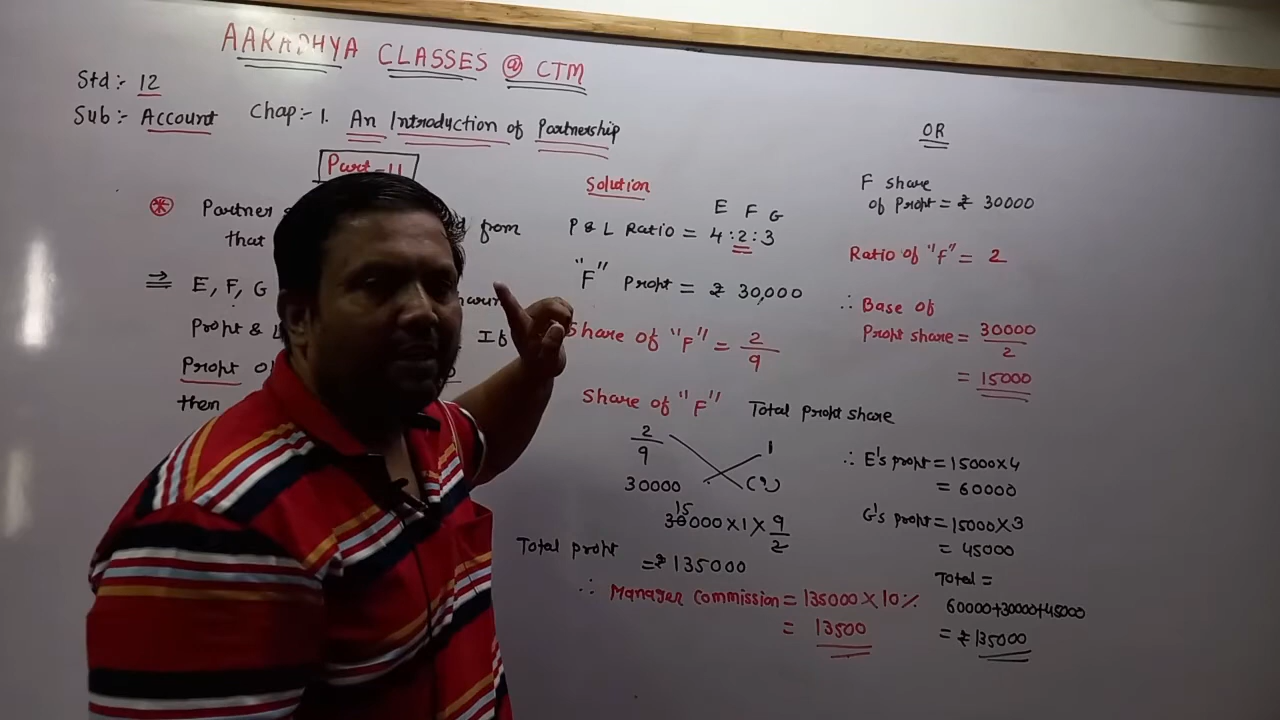 AARADHYA CLASSES @ CTM
Std :- 12
Sub :- Account Chap :- 1. An Introduction of Partnership
Part-11
Partner from
that
⇒ E, F, G
Profit & If
Profit
them
Solution
E F G
P & L Ratio = 4 : 2 : 3
"F" Profit = ₹ 30,000
Share of "F" = 2/9
Share of "F" Total Profit share
2/9 1
30000 (?)
15
30000 × 1 × 9/2
Total profit
= ₹ 135000
∴ Manager Commission = 135000 × 10%
= 13500
OR
F share
of Profit = ₹ 30000
Ratio of "F" = 2
∴ Base of
Profit share = 30000/2
= 15000
∴ E's profit = 15000 × 4
= 60000
G's profit = 15000 × 3
= 45000
Total =
60000+30000+45000
= ₹ 135000